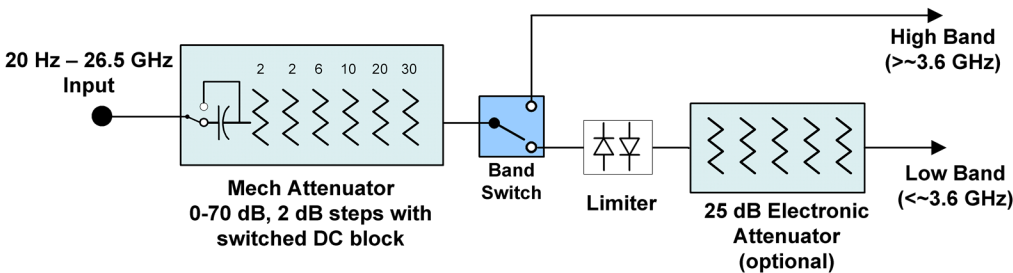 20 Hz – 26.5 GHz
Input
2 2 6 10 20 30
Mech Attenuator
0-70 dB, 2 dB steps with
switched DC block
Band
Switch
Limiter
25 dB Electronic
Attenuator
(optional)
High Band
(>~3.6 GHz)
Low Band
(<~3.6 GHz)